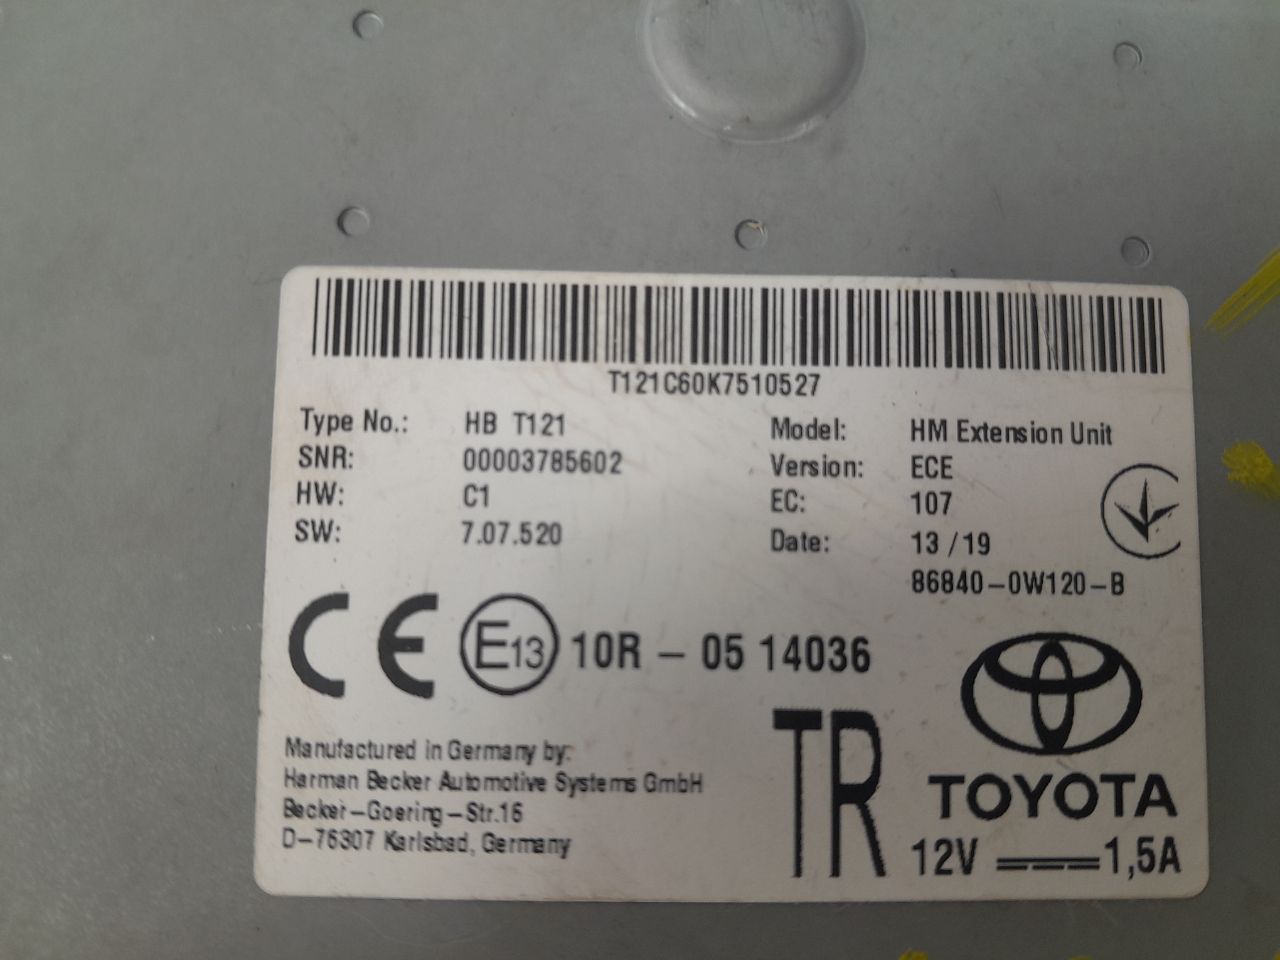 T121C60K7510527
Type No.: HB T121
SNR: 00003785602
HW: C1
SW: 7.07.520
Model: HM Extension Unit
Version: ECE
EC: 107
Date: 13/19
86840-0W120-B
CE E13 10R - 05 14036
Manufactured in Germany by:
Harman Becker Automotive Systems GmbH
Becker-Goering-Str.16
D-76307 Karlsbad, Germany
TR
TOYOTA
12V 1,5A